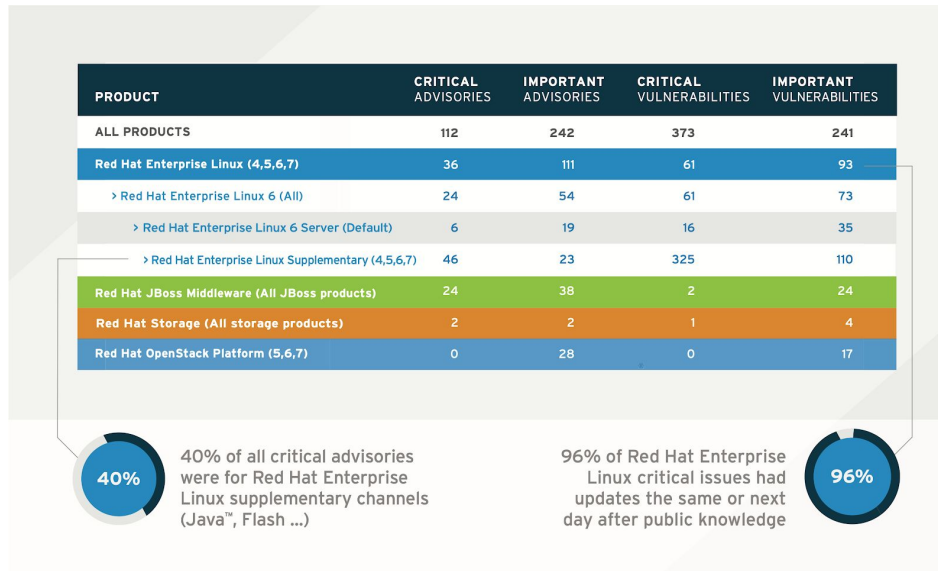 PRODUCT CRITICAL ADVISORIES IMPORTANT ADVISORIES CRITICAL VULNERABILITIES IMPORTANT VULNERABILITIES
ALL PRODUCTS 112 242 373 241
Red Hat Enterprise Linux (4,5,6,7) 36 111 61 93
> Red Hat Enterprise Linux 6 (All) 24 54 61 73
> Red Hat Enterprise Linux 6 Server (Default) 6 19 16 35
> Red Hat Enterprise Linux Supplementary (4,5,6,7) 46 23 325 110
Red Hat JBoss Middleware (All JBoss products) 24 38 2 24
Red Hat Storage (All storage products) 2 2 1 4
Red Hat OpenStack Platform (5,6,7) 0 28 0 17
40%
40% of all critical advisories
were for Red Hat Enterprise
Linux supplementary channels
(Java™, Flash ...)
96% of Red Hat Enterprise
Linux critical issues had
updates the same or next
day after public knowledge
96%